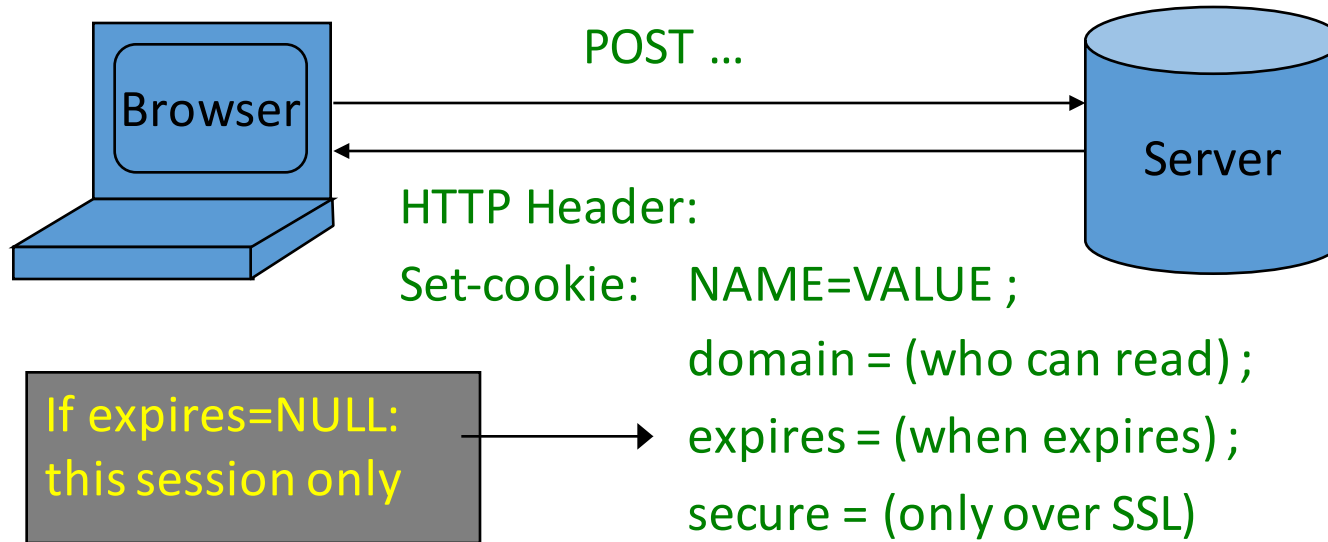 POST ...
Browser
Server
HTTP Header:
Set-cookie: NAME=VALUE ;
domain = (who can read) ;
If expires=NULL:
expires = (when expires) ;
this session only
secure = (only over SSL)